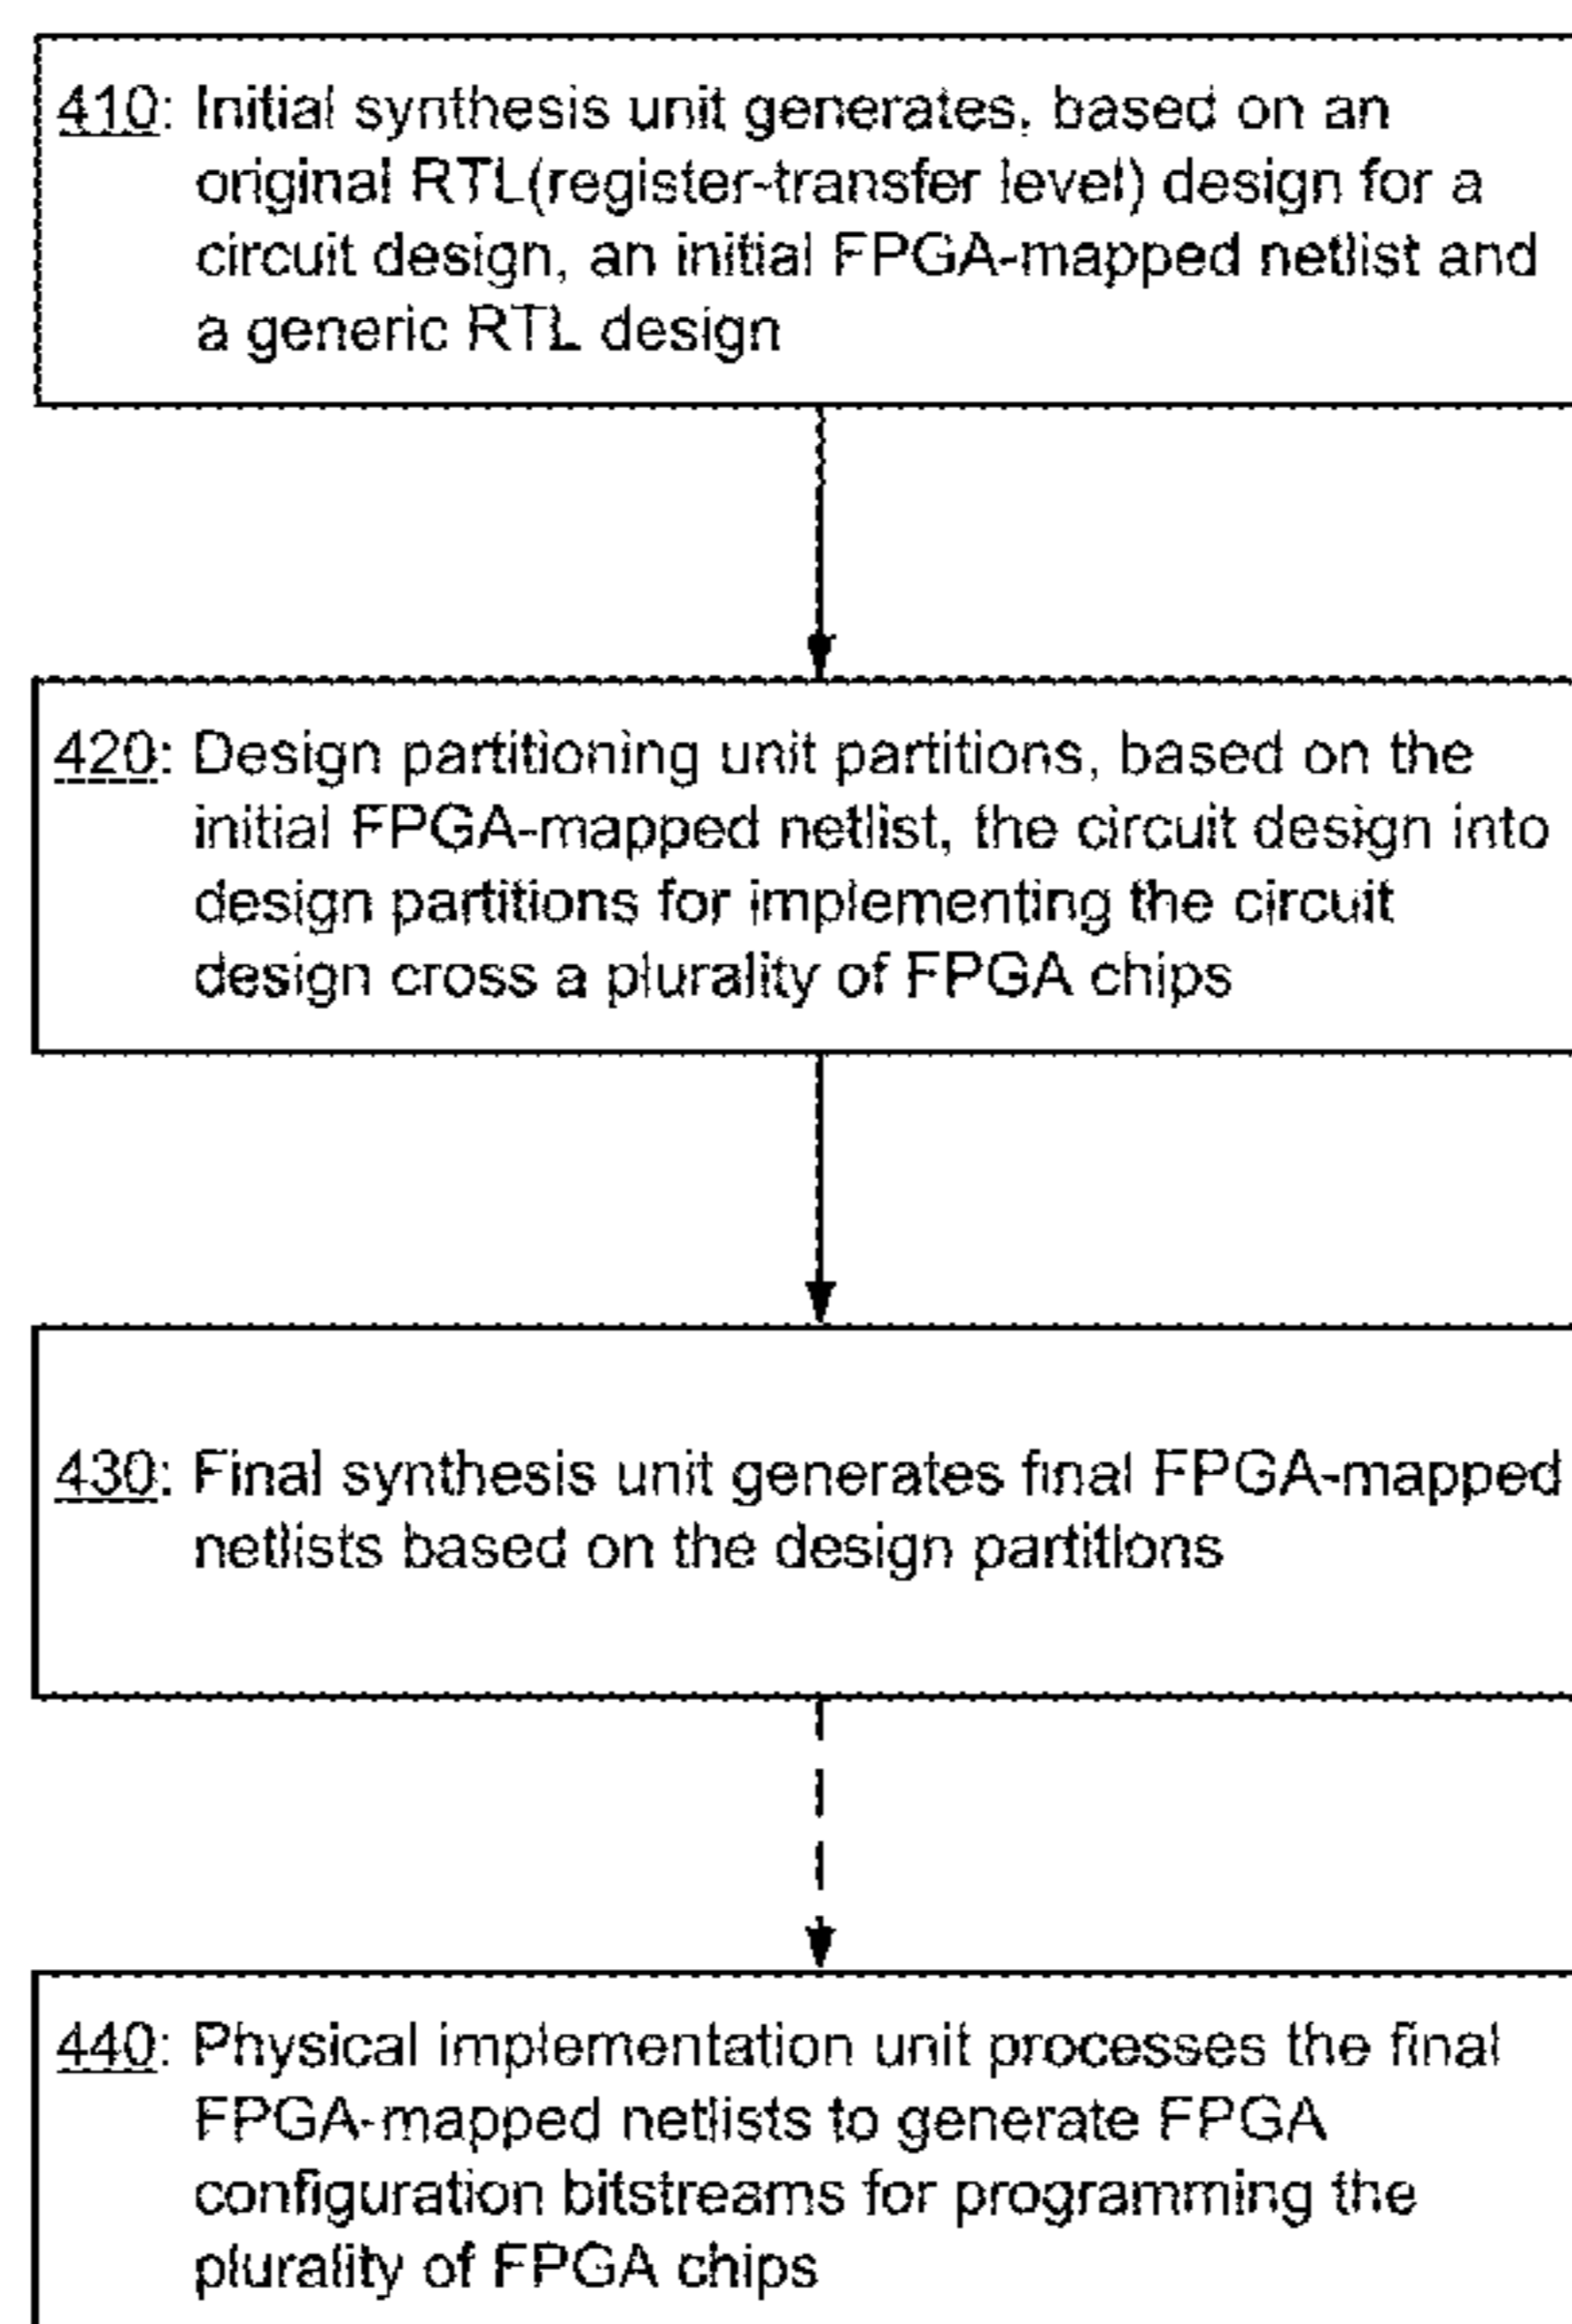 410: Initial synthesis unit generates, based on an
original RTL(register-transfer level) design for a
circuit design, an initial FPGA-mapped netlist and
a generic RTL design
420: Design partitioning unit partitions, based on the
initial FPGA-mapped netlist, the circuit design into
design partitions for implementing the circuit
design cross a plurality of FPGA chips
430: Final synthesis unit generates final FPGA-mapped
netlists based on the design partitions
440: Physical implementation unit processes the final
FPGA-mapped netlists to generate FPGA
configuration bitstreams for programming the
plurality of FPGA chips